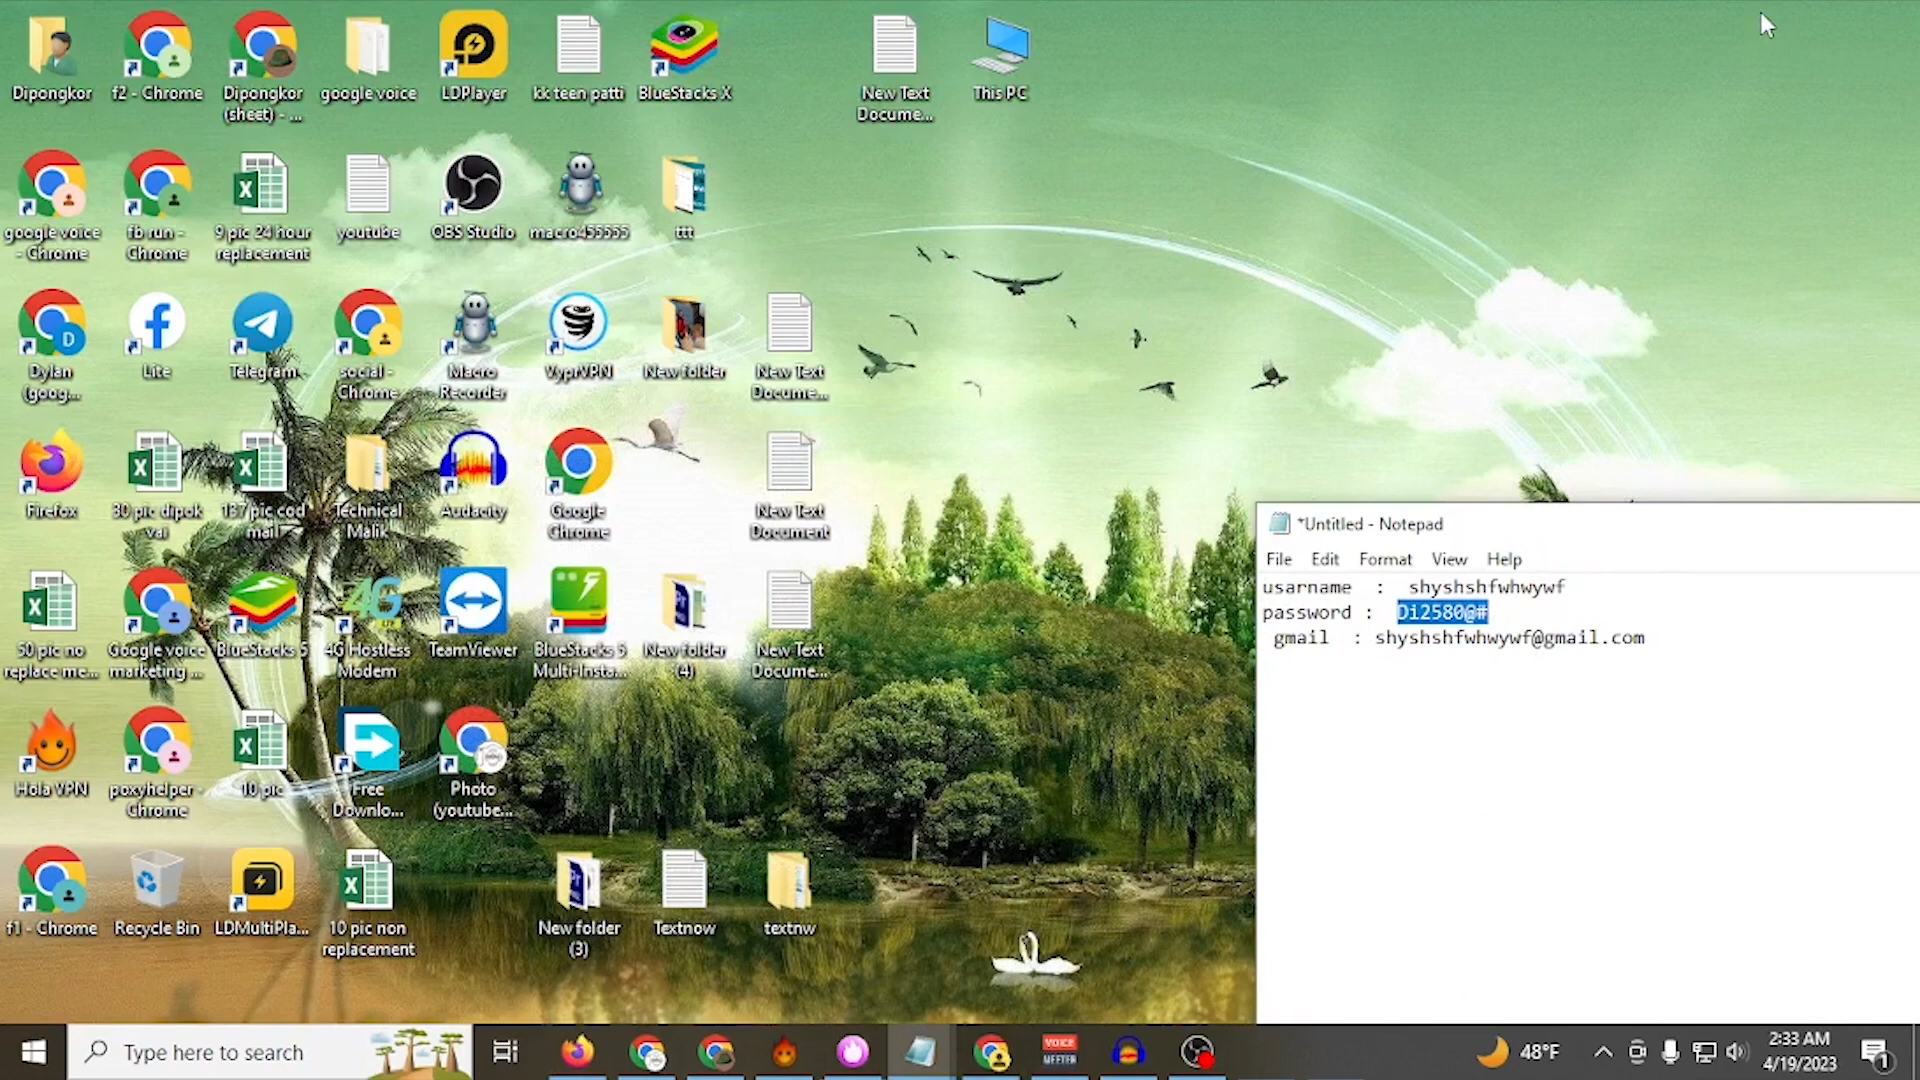 Dipongkor
f2 - Chrome
Dipongkor
(sheet) - ...
google voice
LDPlayer
kk teen patti
BlueStacks X
New Text
Docume...
This PC
google voice
- Chrome
fb run -
Chrome
9 pic 24 hour
replacement
youtube
OBS Studio
macro455555
ttt
Dylan
(goog...
Lite
Telegram
social -
Chrome
Macro
Recorder
VyprVPN
New folder
New Text
Docume...
Firefox
30 pic dipok
vai
137 pic cod
mail
Technical
Malik
Audacity
Google
Chrome
New Text
Document
50 pic no
replace me...
Google voice
marketing ...
BlueStacks 5
4G Hostless
Modem
TeamViewer
BlueStacks 5
Multi-Insta...
New folder
(4)
New Text
Docume...
Hola VPN
poxyhelper -
Chrome
10 pic
Free
Downlo...
Photo
(youtube...
f1 - Chrome
Recycle Bin
LDMultiPla...
10 pic non
replacement
New folder
(3)
Textnow
textnw
*Untitled - Notepad
File Edit Format View Help
usarname : shyshshfwhwywf
password : Di2580@#
gmail : shyshshfwhwywf@gmail.com
Type here to search
VOICE
MEETER
48°F
2:33 AM
4/19/2023
1